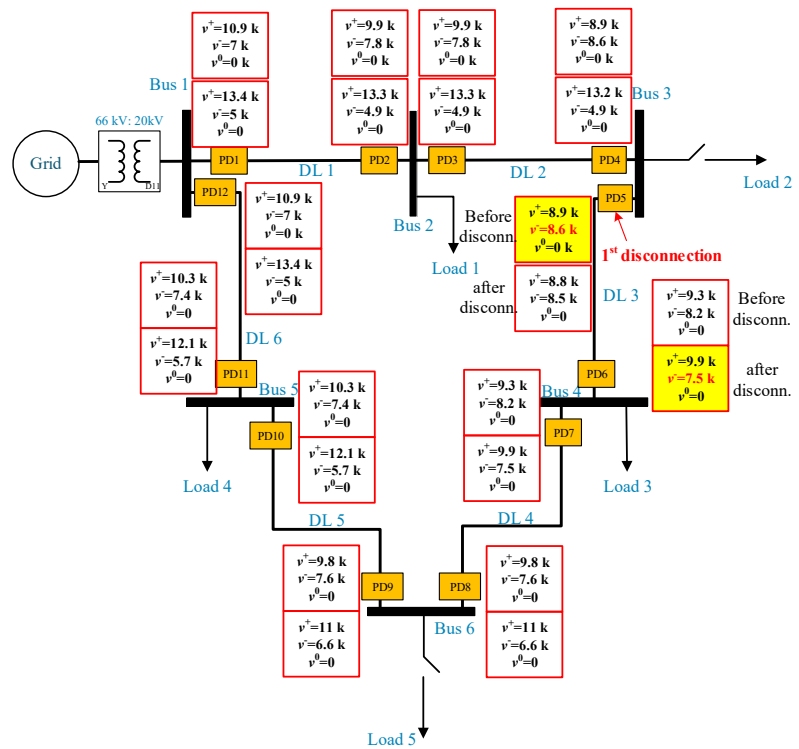 v⁺=10.9 k
v⁻=7 k
v⁰=0 k
v⁺=13.4 k
v⁻=5 k
v⁰=0
v⁺=9.9 k
v⁻=7.8 k
v⁰=0 k
v⁺=13.3 k
v⁻=4.9 k
v⁰=0
v⁺=9.9 k
v⁻=7.8 k
v⁰=0 k
v⁺=13.3 k
v⁻=4.9 k
v⁰=0
v⁺=8.9 k
v⁻=8.6 k
v⁰=0 k
v⁺=13.2 k
v⁻=4.9 k
v⁰=0
Bus 1
Bus 2
Bus 3
66 kV: 20kV
Grid
Y
D11
PD1
DL 1
PD2
PD3
DL 2
PD4
Load 2
PD12
PD5
v⁺=10.9 k
v⁻=7 k
v⁰=0 k
v⁺=13.4 k
v⁻=5 k
v⁰=0
Load 1
Before
disconn.
v⁺=8.9 k
v⁻=8.6 k
v⁰=0 k
1st disconnection
after
disconn.
v⁺=8.8 k
v⁻=8.5 k
v⁰=0
DL 3
v⁺=10.3 k
v⁻=7.4 k
v⁰=0
v⁺=12.1 k
v⁻=5.7 k
v⁰=0
DL 6
v⁺=9.3 k
v⁻=8.2 k
v⁰=0
Before
disconn.
v⁺=9.9 k
v⁻=7.5 k
v⁰=0
after
disconn.
PD11
Bus 5
PD6
Bus 4
v⁺=10.3 k
v⁻=7.4 k
v⁰=0
v⁺=12.1 k
v⁻=5.7 k
v⁰=0
v⁺=9.3 k
v⁻=8.2 k
v⁰=0
v⁺=9.9 k
v⁻=7.5 k
v⁰=0
PD10
PD7
Load 4
Load 3
DL 5
DL 4
v⁺=9.8 k
v⁻=7.6 k
v⁰=0
v⁺=11 k
v⁻=6.6 k
v⁰=0
PD9
PD8
v⁺=9.8 k
v⁻=7.6 k
v⁰=0
v⁺=11 k
v⁻=6.6 k
v⁰=0
Bus 6
Load 5